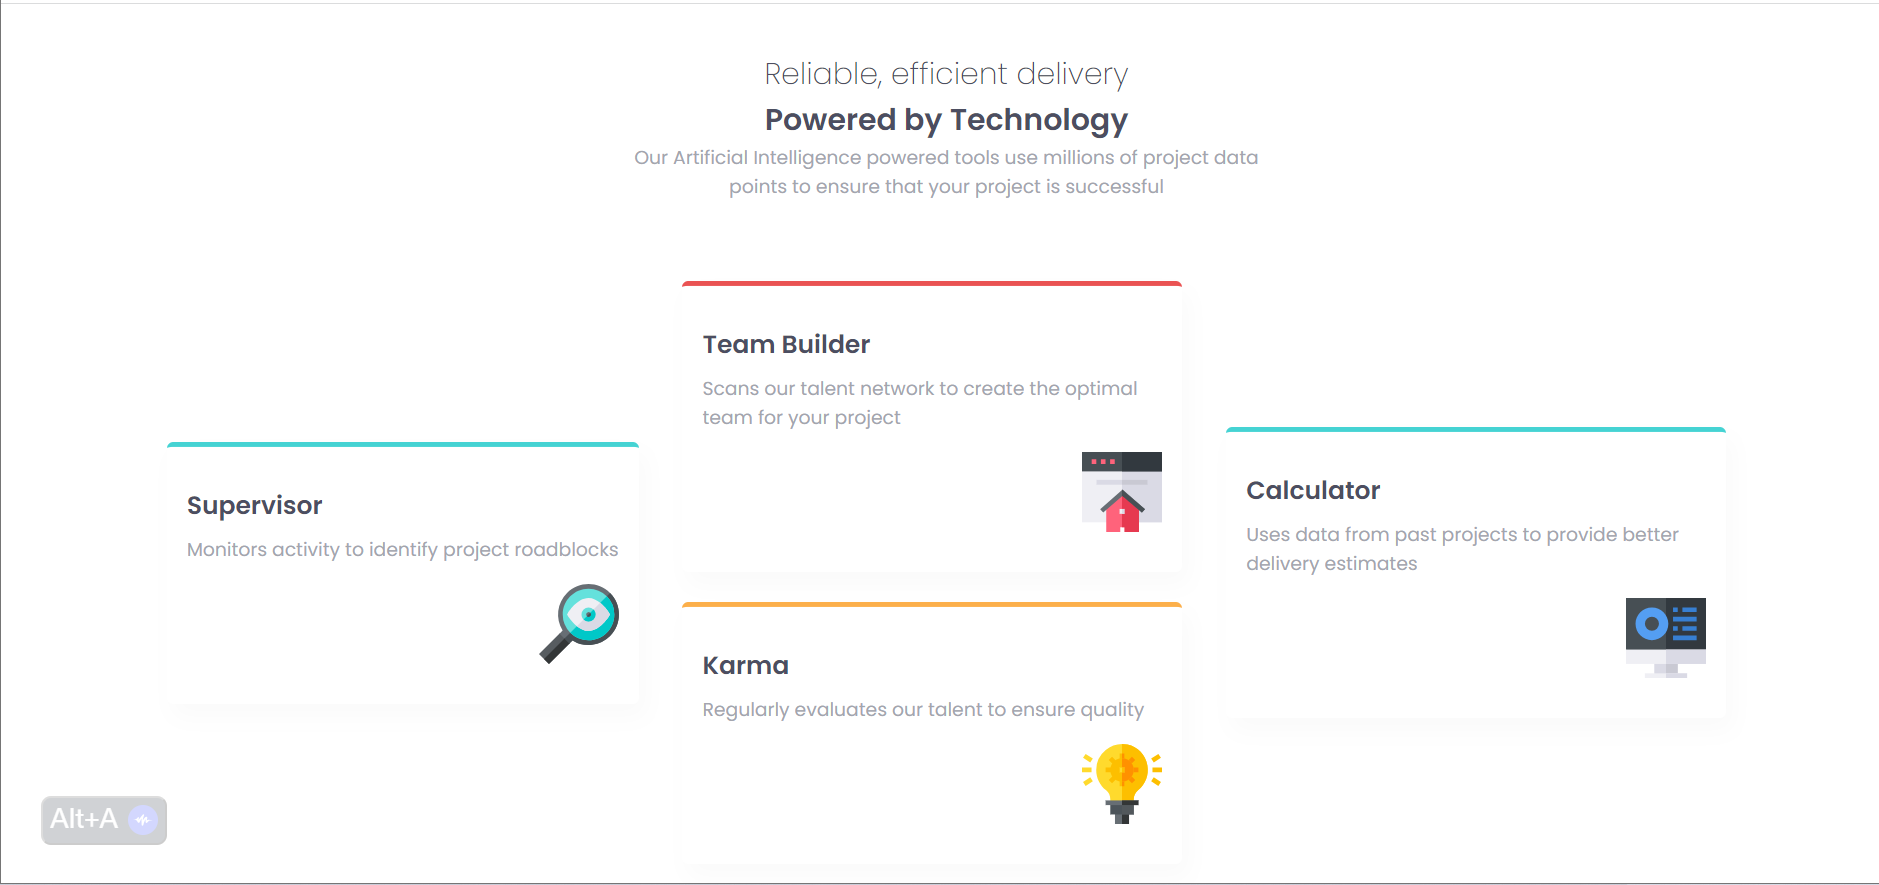 Reliable, efficient delivery
Powered by Technology
Our Artificial Intelligence powered tools use millions of project data
points to ensure that your project is successful
Supervisor
Monitors activity to identify project roadblocks
Team Builder
Scans our talent network to create the optimal
team for your project
Karma
Regularly evaluates our talent to ensure quality
Calculator
Uses data from past projects to provide better
delivery estimates
Alt+A